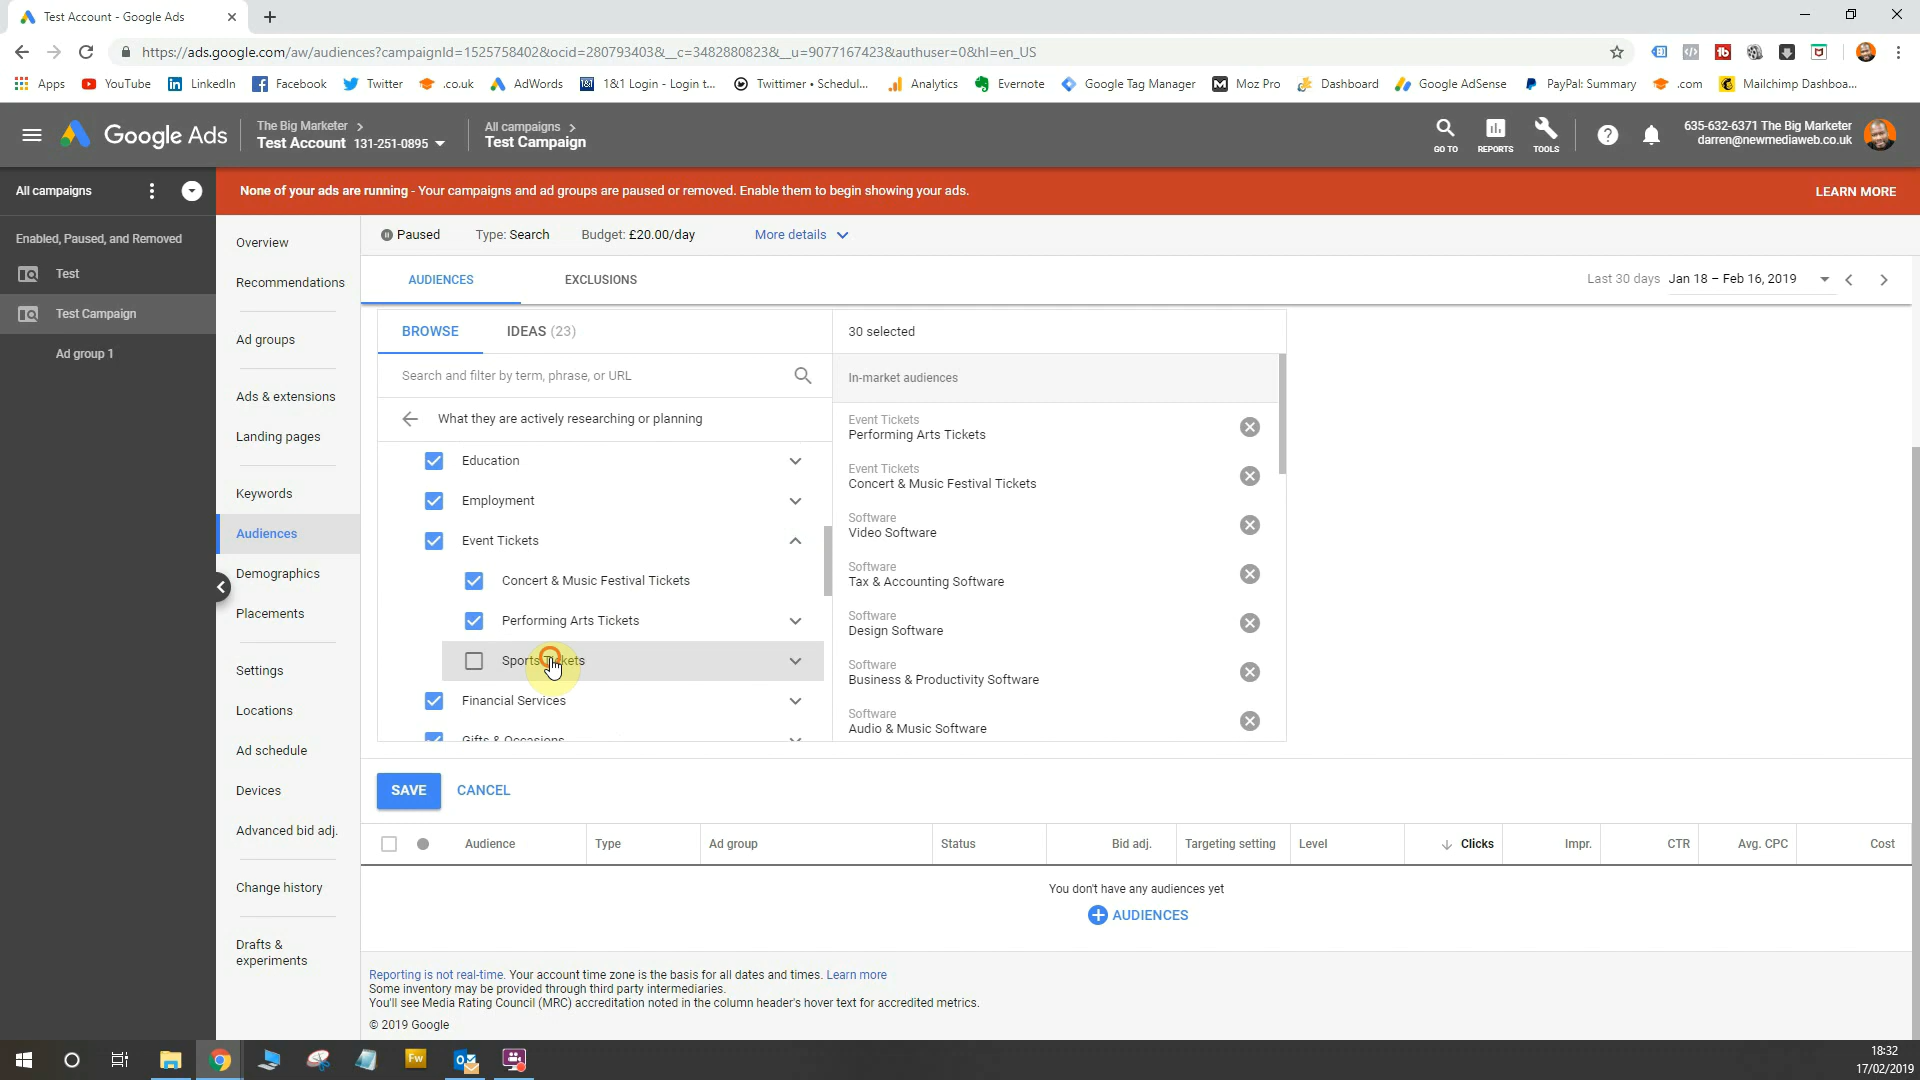 Test Account - Google Ads
https://ads.google.com/aw/audiences?campaignId=1525758402&ocid=280793403&__c=3482880823&__u=9077167423&authuser=0&hl=en_US
Apps YouTube LinkedIn Facebook Twitter .co.uk AdWords 1&1 Login - Login t... Twittimer • Schedul... Analytics Evernote Google Tag Manager Moz Pro Dashboard Google AdSense PayPal: Summary .com Mailchimp Dashboa...
Google Ads
The Big Marketer >
Test Account 131-251-0895
All campaigns >
Test Campaign
GO TO
REPORTS
TOOLS
635-632-6371 The Big Marketer
darren@newmediaweb.co.uk
All campaigns
None of your ads are running - Your campaigns and ad groups are paused or removed. Enable them to begin showing your ads.
LEARN MORE
Enabled, Paused, and Removed
Test
Test Campaign
Ad group 1
Overview
Recommendations
Ad groups
Ads & extensions
Landing pages
Keywords
Audiences
Demographics
Placements
Settings
Locations
Ad schedule
Devices
Advanced bid adj.
Change history
Drafts &
experiments
Paused Type: Search Budget: £20.00/day More details
AUDIENCES EXCLUSIONS
Last 30 days Jan 18 – Feb 16, 2019
BROWSE IDEAS (23)
Search and filter by term, phrase, or URL
What they are actively researching or planning
Education
Employment
Event Tickets
Concert & Music Festival Tickets
Performing Arts Tickets
Financial Services
Gifts & Occasions
30 selected
In-market audiences
Event Tickets
Performing Arts Tickets
Event Tickets
Concert & Music Festival Tickets
Software
Video Software
Software
Tax & Accounting Software
Software
Design Software
Software
Business & Productivity Software
Software
Audio & Music Software
SAVE CANCEL
Audience Type Ad group Status Bid adj. Targeting setting Level Clicks Impr. CTR Avg. CPC Cost
You don't have any audiences yet
AUDIENCES
Reporting is not real-time. Your account time zone is the basis for all dates and times. Learn more
Some inventory may be provided through third party intermediaries.
You'll see Media Rating Council (MRC) accreditation noted in the column header's hover text for accredited metrics.
© 2019 Google
Fw
18:32
17/02/2019